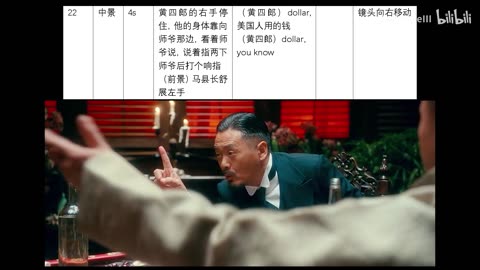 22
中景
4s
黄四郎的右手停
住，他的身体靠向
师爷那边，看着师
爷说，说着指两下
师爷后打个响指
（前景）马县长舒
展左手
（黄四郎）dollar,
美国人用的钱
（黄四郎）dollar,
you know
镜头向右移动
bilibili